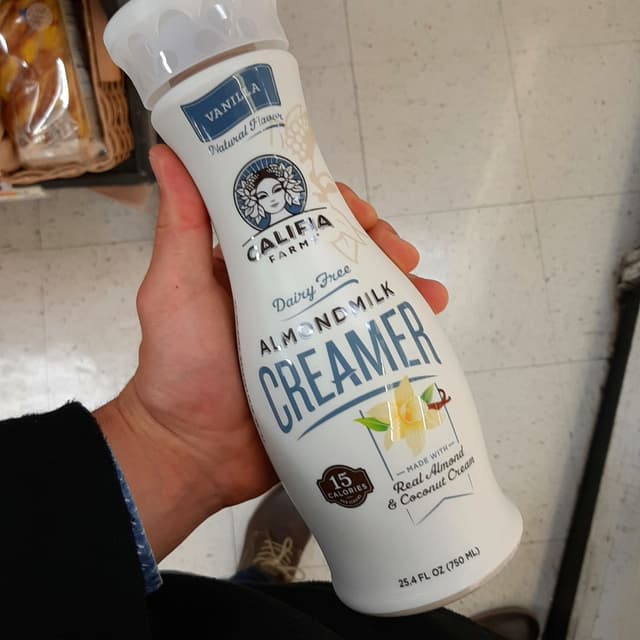 VANILLA
Natural Flavor
CALIFIA
FARMS
Dairy Free
ALMONDMILK
CREAMER
MADE WITH
Real Almond
& Coconut Cream
15
CALORIES
25.4 FL OZ (750 ML)